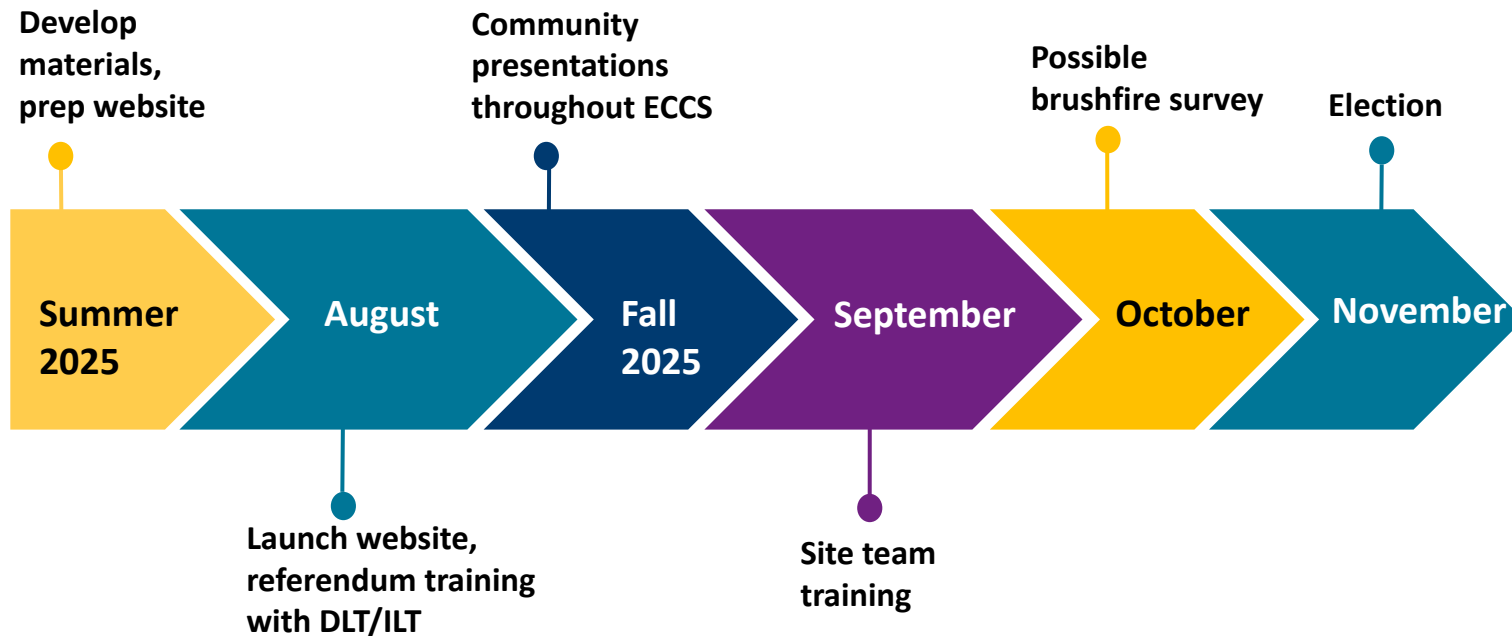 Develop
materials,
prep website
Community
presentations
throughout ECCS
Possible
brushfire survey
Election
Summer
2025
August
Fall
2025
September
October
November
Launch website,
referendum training
with DLT/ILT
Site team
training